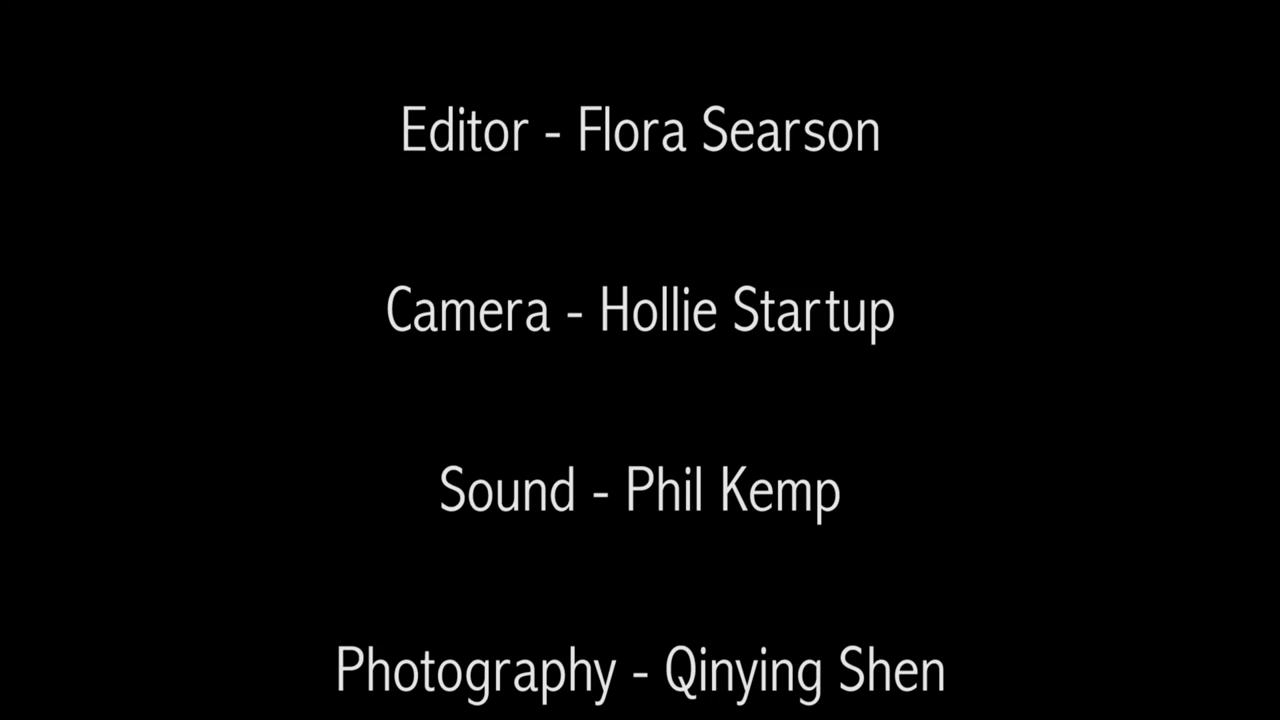 Editor - Flora Searson
Camera - Hollie Startup
Sound - Phil Kemp
Photography - Qinying Shen